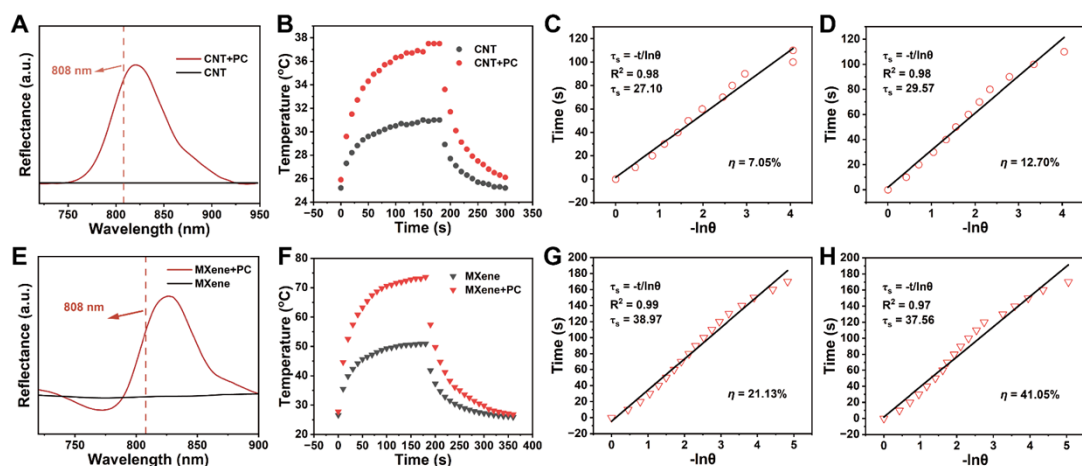 A
Reflectance (a.u.)
808 nm
CNT+PC
CNT
750 800 850 900 950
Wavelength (nm)
B
Temperature (°C)
38
36
34
32
30
28
26
24
CNT
CNT+PC
−50 0 50 100 150 200 250 300 350
Time (s)
C
Time (s)
120
100
80
60
40
20
0
−20
τs = -t/lnθ
R² = 0.98
τs = 27.10
η = 7.05%
0 1 2 3 4
-lnθ
D
Time (s)
120
100
80
60
40
20
0
τs = -t/lnθ
R² = 0.98
τs = 29.57
η = 12.70%
0 1 2 3 4
-lnθ
E
Reflectance (a.u.)
808 nm
MXene+PC
MXene
750 800 850 900
Wavelength (nm)
F
Temperature (°C)
80
70
60
50
40
30
20
MXene
MXene+PC
−50 0 50 100 150 200 250 300 350 400
Time (s)
G
Time (s)
200
180
160
140
120
100
80
60
40
20
0
−20
τs = -t/lnθ
R² = 0.99
τs = 38.97
η = 21.13%
0 1 2 3 4 5
-lnθ
H
Time (s)
200
180
160
140
120
100
80
60
40
20
0
−20
τs = -t/lnθ
R² = 0.97
τs = 37.56
η = 41.05%
0 1 2 3 4 5
-lnθ